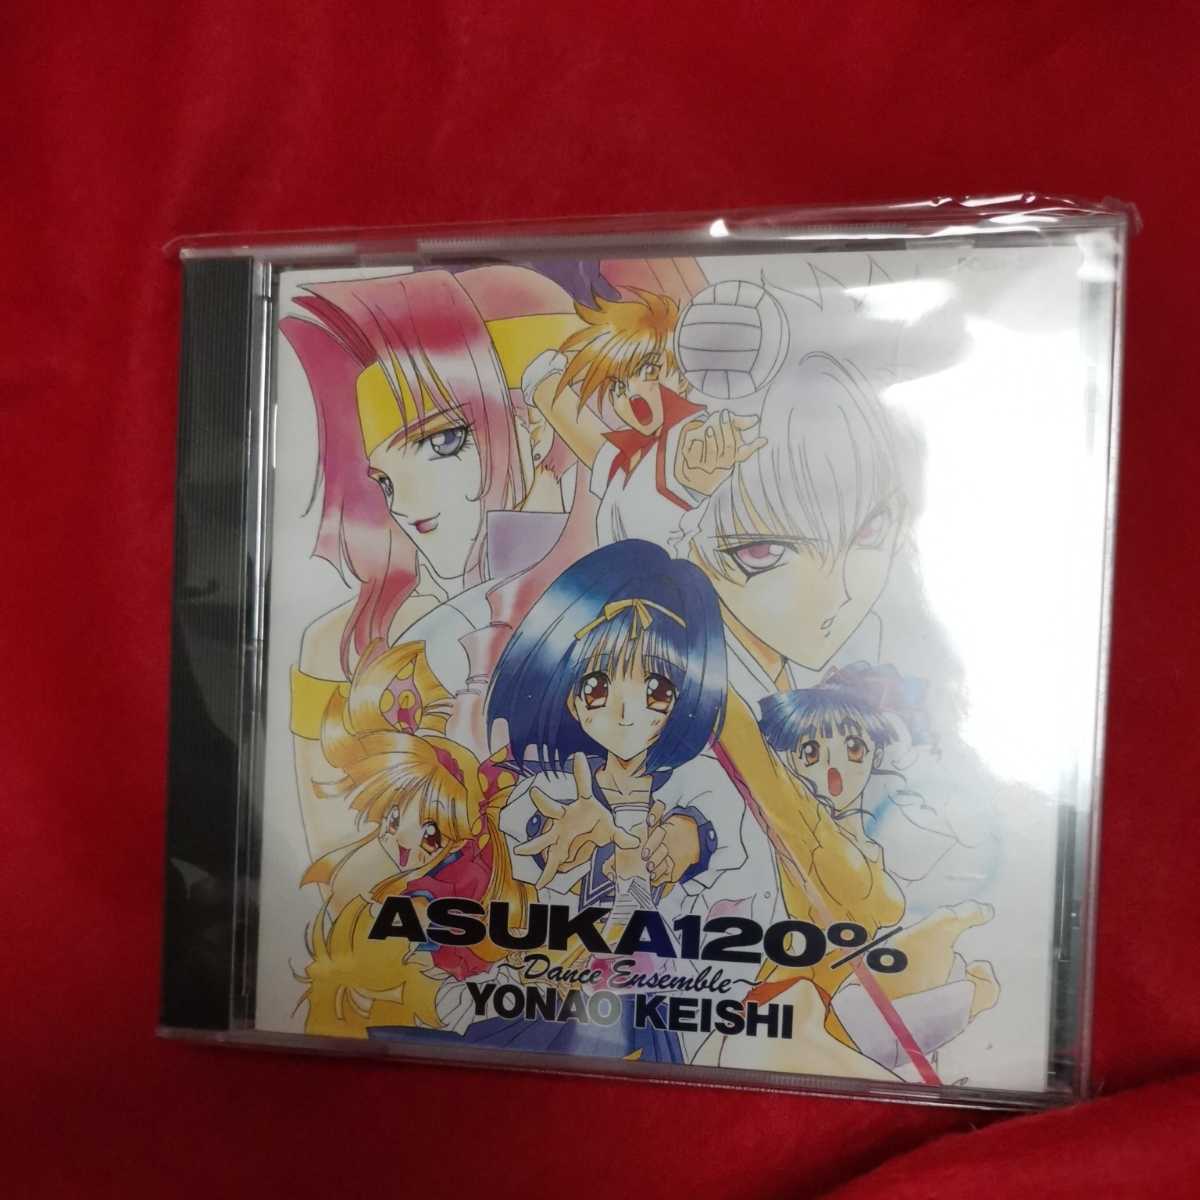 ASUKA120%
~Dance Ensemble~
YONAO KEISHI